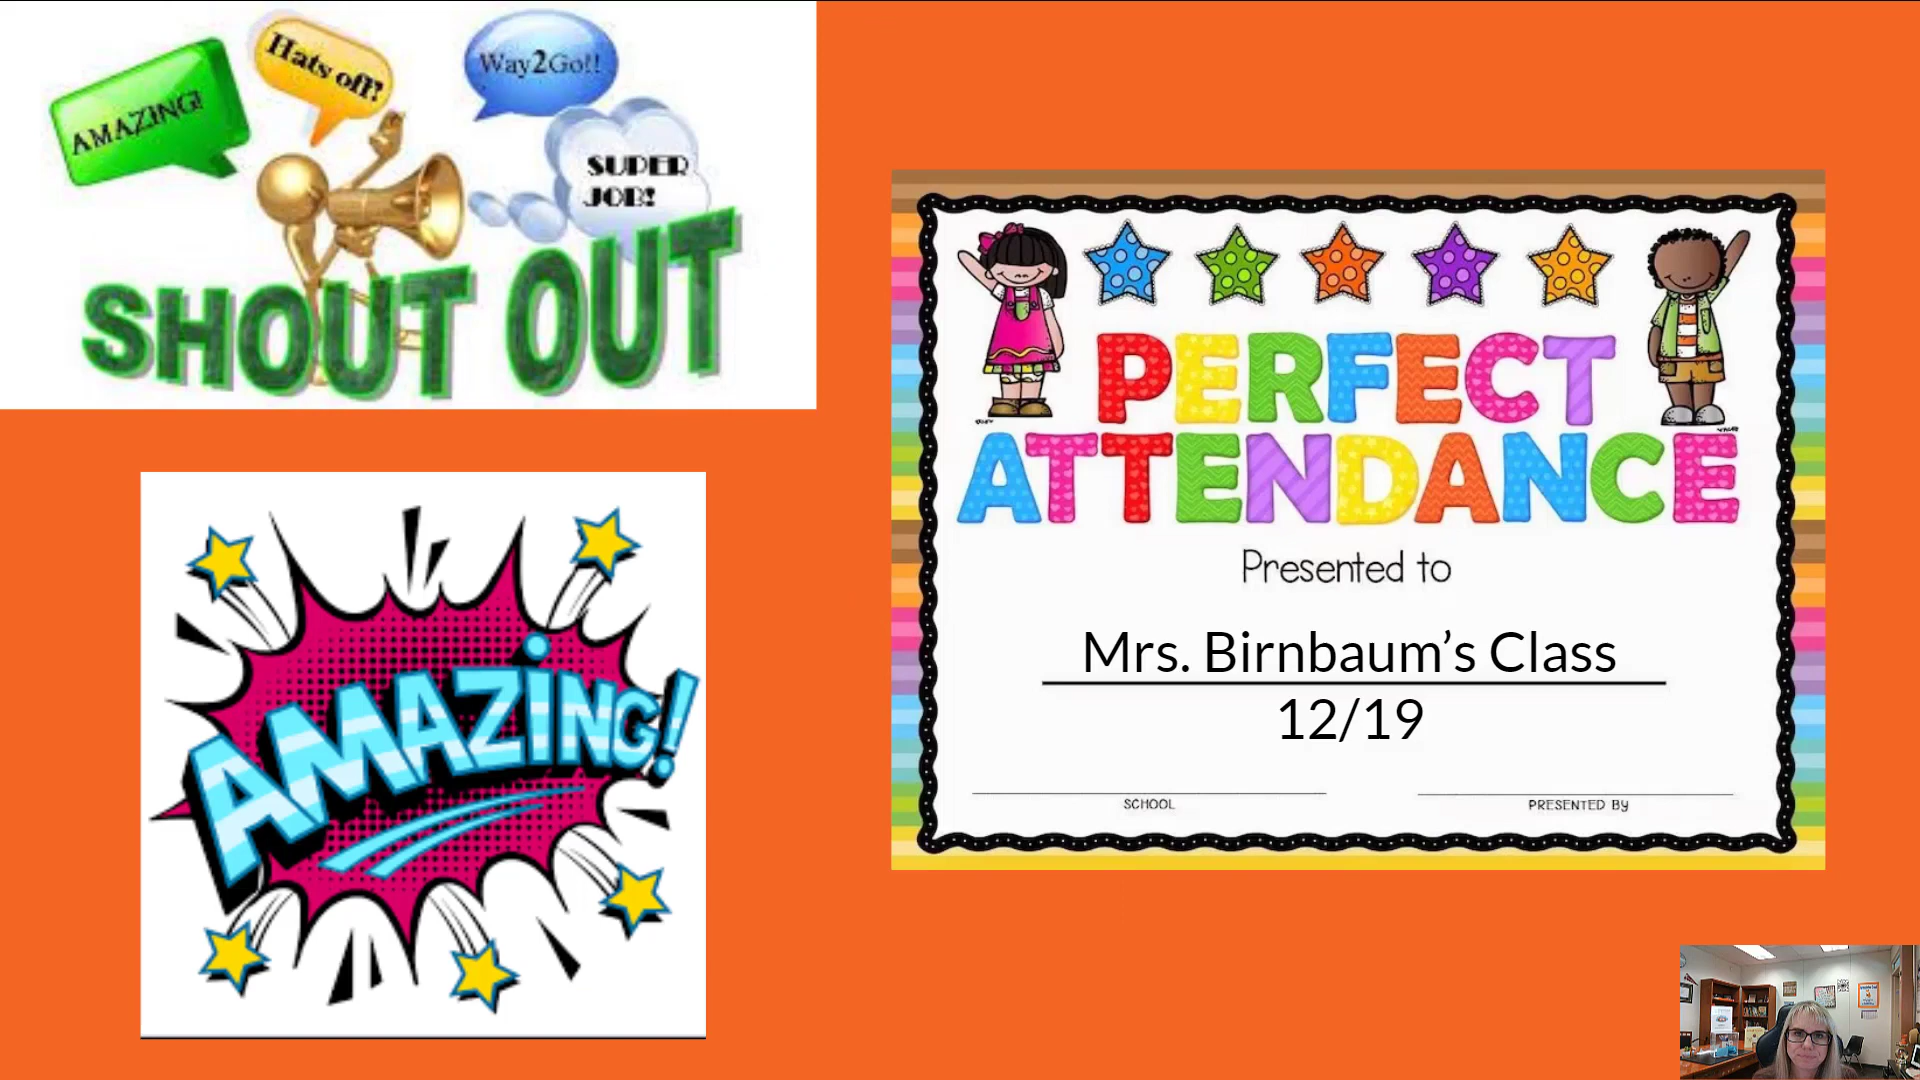 AMAZING!
Hats off!
Way2Go!!
SUPER
JOB!
SHOUT OUT
AMAZING!
PERFECT
ATTENDANCE
Presented to
Mrs. Birnbaum’s Class
12/19
SCHOOL
PRESENTED BY